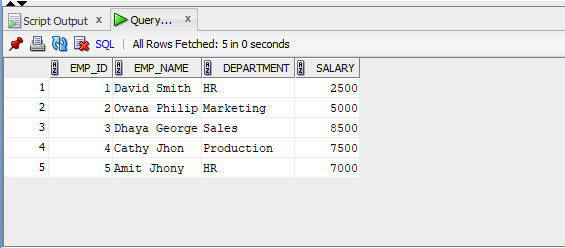 Script Output x Query... x
SQL | All Rows Fetched: 5 in 0 seconds
EMP_ID EMP_NAME DEPARTMENT SALARY
1 1 David Smith HR 2500
2 2 Ovana Philip Marketing 5000
3 3 Dhaya George Sales 8500
4 4 Cathy Jhon Production 7500
5 5 Amit Jhony HR 7000